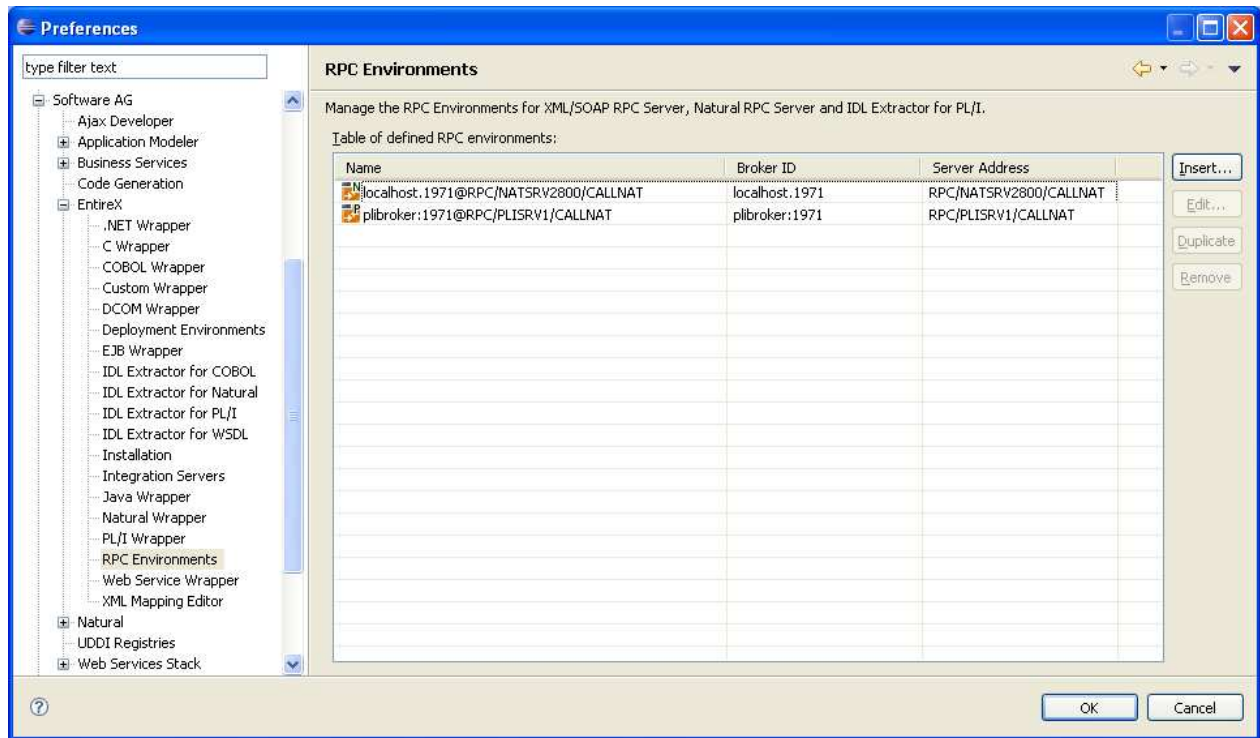 Preferences
type filter text
Software AG
Ajax Developer
Application Modeler
Business Services
Code Generation
EntireX
.NET Wrapper
C Wrapper
COBOL Wrapper
Custom Wrapper
DCOM Wrapper
Deployment Environments
EJB Wrapper
IDL Extractor for COBOL
IDL Extractor for Natural
IDL Extractor for PL/I
IDL Extractor for WSDL
Installation
Integration Servers
Java Wrapper
Natural Wrapper
PL/I Wrapper
RPC Environments
Web Service Wrapper
XML Mapping Editor
Natural
UDDI Registries
Web Services Stack
RPC Environments
Manage the RPC Environments for XML/SOAP RPC Server, Natural RPC Server and IDL Extractor for PL/I.
Table of defined RPC environments:
Name Broker ID Server Address
N localhost.1971@RPC/NATSRV2800/CALLNAT localhost.1971 RPC/NATSRV2800/CALLNAT
P plibroker:1971@RPC/PLISRV1/CALLNAT plibroker:1971 RPC/PLISRV1/CALLNAT
Insert...
Edit...
Duplicate
Remove
? OK Cancel